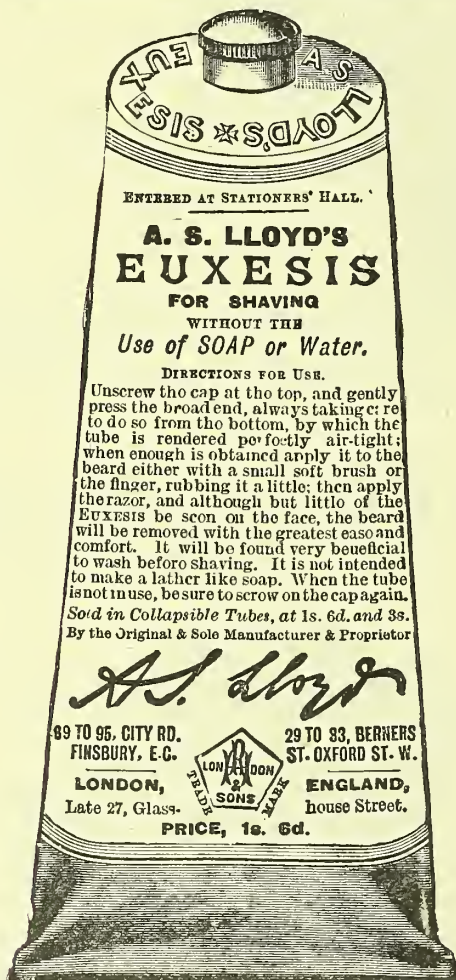 A. S. LLOYD'S EUXESIS
ENTERED AT STATIONERS' HALL.
A. S. LLOYD'S
EUXESIS
FOR SHAVING
WITHOUT THE
Use of SOAP or Water.
DIRECTIONS FOR USE.
Unscrew the cap at the top, and gently
press the broad end, always taking care
to do so from the bottom, by which the
tube is rendered perfectly air-tight;
when enough is obtained apply it to the
beard either with a small soft brush or
the finger, rubbing it a little; then apply
the razor, and although but little of the
EUXESIS be seen on the face, the beard
will be removed with the greatest ease and
comfort. It will be found very beneficial
to wash before shaving. It is not intended
to make a lather like soap. When the tube
is not in use, be sure to screw on the cap again.
Sold in Collapsible Tubes, at 1s. 6d. and 3s.
By the Original & Sole Manufacturer & Proprietor
A S Lloyd
89 TO 95, CITY RD. 29 TO 33, BERNERS
FINSBURY, E.C. ST. OXFORD ST. W.
LONDON, ENGLAND,
Late 27, Glass- house Street.
LONDON
&
SONS
TRADE MARK
PRICE, 1s. 6d.